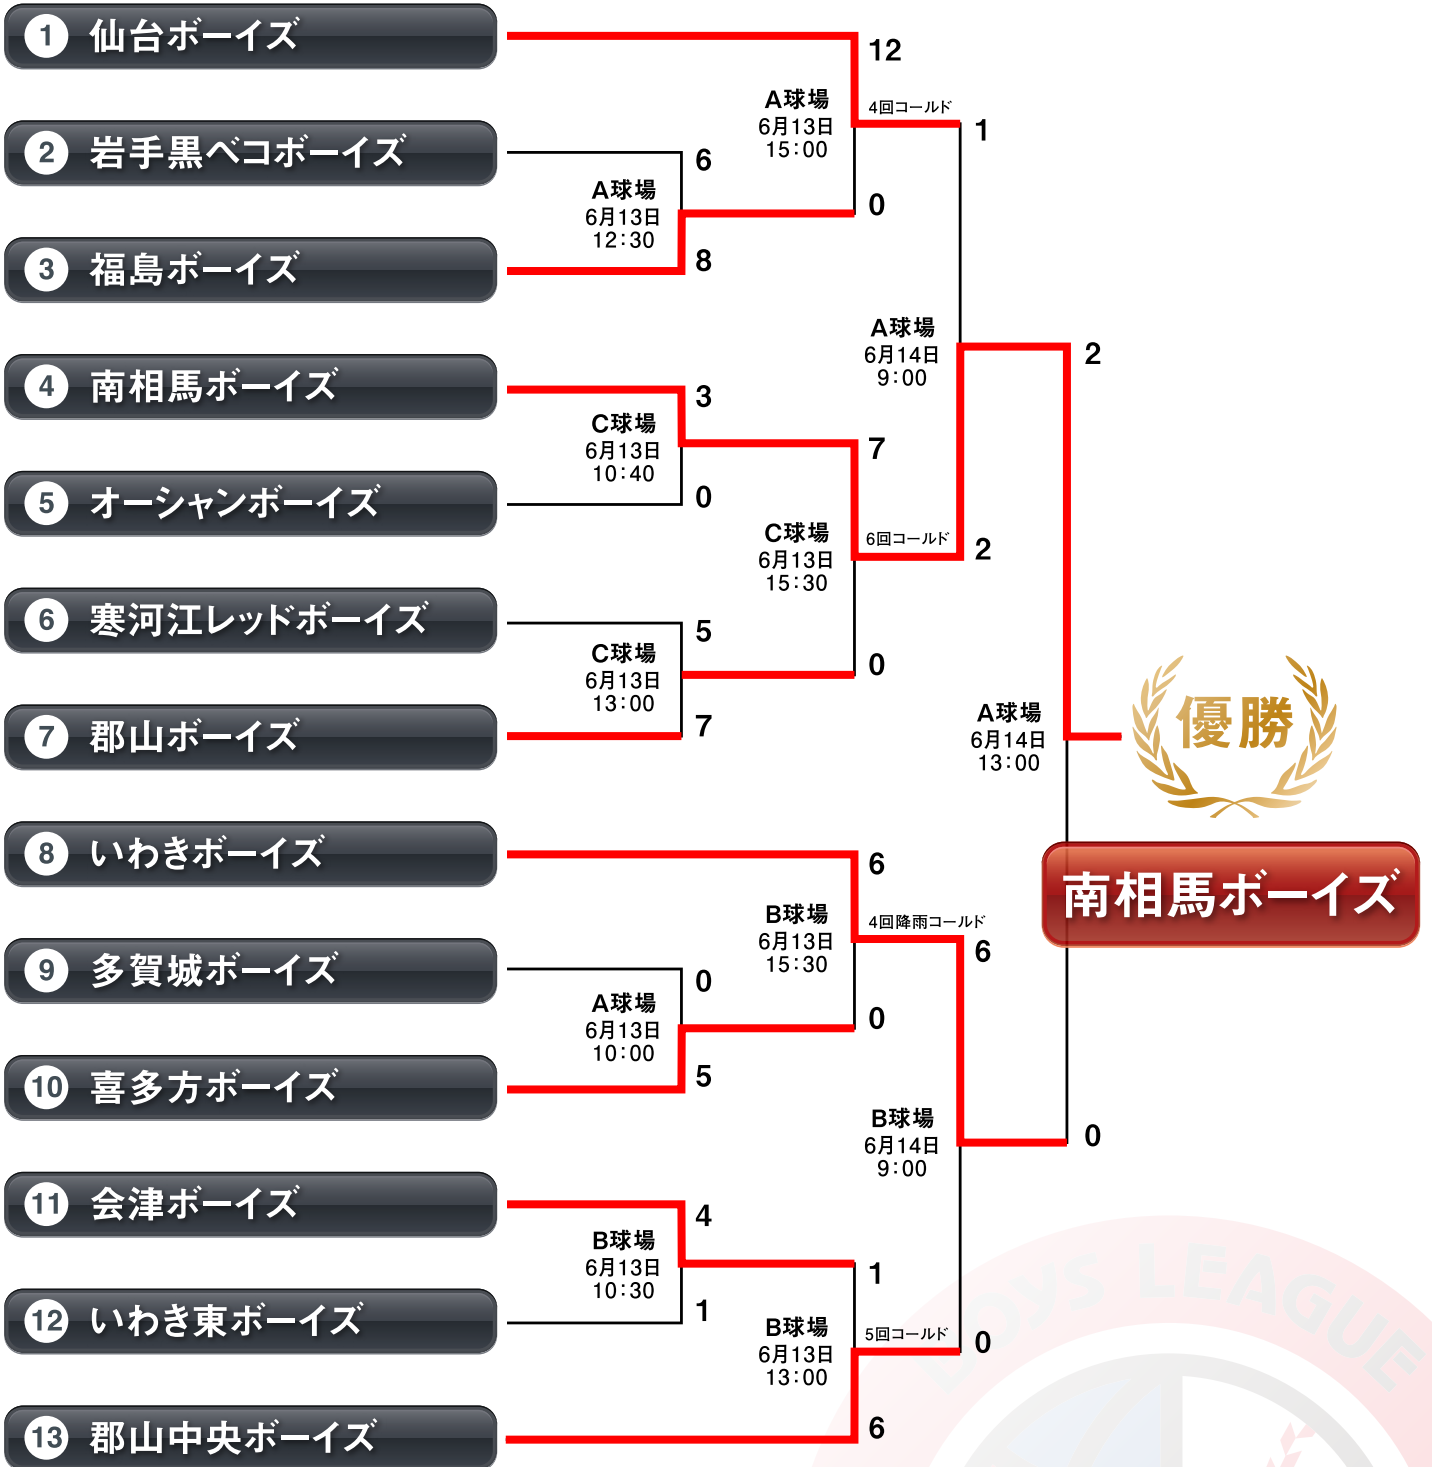 1 仙台ボーイズ
2 岩手黒べコボーイズ
3 福島ボーイズ
4 南相馬ボーイズ
5 オーシャンボーイズ
6 寒河江レッドボーイズ
7 郡山ボーイズ
8 いわきボーイズ
9 多賀城ボーイズ
10 喜多方ボーイズ
11 会津ボーイズ
12 いわき東ボーイズ
13 郡山中央ボーイズ
6
A球場
6月13日
12:30
8
3
C球場
6月13日
10:40
0
5
C球場
6月13日
13:00
7
0
A球場
6月13日
10:00
5
4
B球場
6月13日
10:30
1
12
A球場
6月13日
15:00
4回コールド
0
7
C球場
6月13日
15:30
6回コールド
0
6
B球場
6月13日
15:30
4回降雨コールド
0
1
B球場
6月13日
13:00
5回コールド
6
1
A球場
6月14日
9:00
2
6
B球場
6月14日
9:00
0
2
A球場
6月14日
13:00
0
優勝
南相馬ボーイズ
BOYS LEAGUE